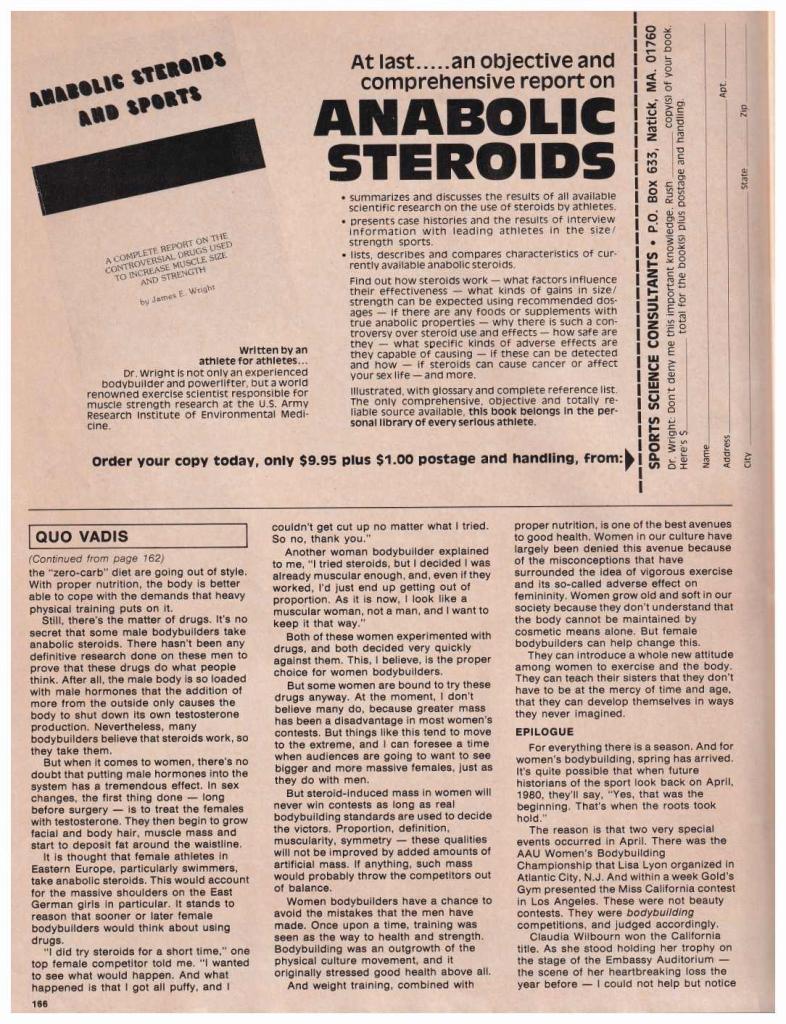 ANABOLIC STEROIDS
AND SPORTS
A COMPLETE REPORT ON THE
CONTROVERSIAL DRUGS USED
TO INCREASE MUSCLE SIZE
AND STRENGTH
by James E. Wright
Written by an
athlete for athletes...
Dr. Wright is not only an experienced
bodybuilder and powerlifter, but a world
renowned exercise scientist responsible for
muscle strength research at the U.S. Army
Research Institute of Environmental Medi-
cine.
At last.....an objective and
comprehensive report on
ANABOLIC
STEROIDS
• summarizes and discusses the results of all available
scientific research on the use of steroids by athletes.
• presents case histories and the results of interview
information with leading athletes in the size/
strength sports.
• lists, describes and compares characteristics of cur-
rently available anabolic steroids.
Find out how steroids work — what factors influence
their effectiveness — what kinds of gains in size/
strength can be expected using recommended dos-
ages — if there are any foods or supplements with
true anabolic properties — why there is such a con-
troversy over steroid use and effects — how safe are
they — what specific kinds of adverse effects are
they capable of causing — if these can be detected
and how — if steroids can cause cancer or affect
your sex life — and more.
Illustrated, with glossary and complete reference list.
The only comprehensive, objective and totally re-
liable source available, this book belongs in the per-
sonal library of every serious athlete.
Order your copy today, only $9.95 plus $1.00 postage and handling, from:
SPORTS SCIENCE CONSULTANTS • P.O. Box 633, Natick, MA. 01760
Dr. Wright: Don't deny me this important knowledge. Rush ____ copy(s) of your book.
Here's $ ____ total for the book(s) plus postage and handling.
Name
Address Apt.
City State Zip
QUO VADIS
(Continued from page 162)
the "zero-carb" diet are going out of style.
With proper nutrition, the body is better
able to cope with the demands that heavy
physical training puts on it.
Still, there's the matter of drugs. It's no
secret that some male bodybuilders take
anabolic steroids. There hasn't been any
definitive research done on these men to
prove that these drugs do what people
think. After all, the male body is so loaded
with male hormones that the addition of
more from the outside only causes the
body to shut down its own testosterone
production. Nevertheless, many
bodybuilders believe that steroids work, so
they take them.
But when it comes to women, there's no
doubt that putting male hormones into the
system has a tremendous effect. In sex
changes, the first thing done — long
before surgery — is to treat the females
with testosterone. They then begin to grow
facial and body hair, muscle mass and
start to deposit fat around the waistline.
It is thought that female athletes in
Eastern Europe, particularly swimmers,
take anabolic steroids. This would account
for the massive shoulders on the East
German girls in particular. It stands to
reason that sooner or later female
bodybuilders would think about using
drugs.
"I did try steroids for a short time," one
top female competitor told me. "I wanted
to see what would happen. And what
happened is that I got all puffy, and I
couldn't get cut up no matter what I tried.
So no, thank you."
Another woman bodybuilder explained
to me, "I tried steroids, but I decided I was
already muscular enough, and, even if they
worked, I'd just end up getting out of
proportion. As it is now, I look like a
muscular woman, not a man, and I want to
keep it that way."
Both of these women experimented with
drugs, and both decided very quickly
against them. This, I believe, is the proper
choice for women bodybuilders.
But some women are bound to try these
drugs anyway. At the moment, I don't
believe many do, because greater mass
has been a disadvantage in most women's
contests. But things like this tend to move
to the extreme, and I can foresee a time
when audiences are going to want to see
bigger and more massive females, just as
they do with men.
But steroid-induced mass in women will
never win contests as long as real
bodybuilding standards are used to decide
the victors. Proportion, definition,
muscularity, symmetry — these qualities
will not be improved by added amounts of
artificial mass. If anything, such mass
would probably throw the competitors out
of balance.
Women bodybuilders have a chance to
avoid the mistakes that the men have
made. Once upon a time, training was
seen as the way to health and strength.
Bodybuilding was an outgrowth of the
physical culture movement, and it
originally stressed good health above all.
And weight training, combined with
proper nutrition, is one of the best avenues
to good health. Women in our culture have
largely been denied this avenue because
of the misconceptions that have
surrounded the idea of vigorous exercise
and its so-called adverse effect on
femininity. Women grow old and soft in our
society because they don't understand that
the body cannot be maintained by
cosmetic means alone. But female
bodybuilders can help change this.
They can introduce a whole new attitude
among women to exercise and the body.
They can teach their sisters that they don't
have to be at the mercy of time and age,
that they can develop themselves in ways
they never imagined.
EPILOGUE
For everything there is a season. And for
women's bodybuilding, spring has arrived.
It's quite possible that when future
historians of the sport look back on April,
1980, they'll say, "Yes, that was the
beginning. That's when the roots took
hold."
The reason is that two very special
events occurred in April. There was the
AAU Women's Bodybuilding
Championship that Lisa Lyon organized in
Atlantic City, N.J. And within a week Gold's
Gym presented the Miss California contest
in Los Angeles. These were not beauty
contests. They were bodybuilding
competitions, and judged accordingly.
Claudia Wilbourn won the California
title. As she stood holding her trophy on
the stage of the Embassy Auditorium —
the scene of her heartbreaking loss the
year before — I could not help but notice
166